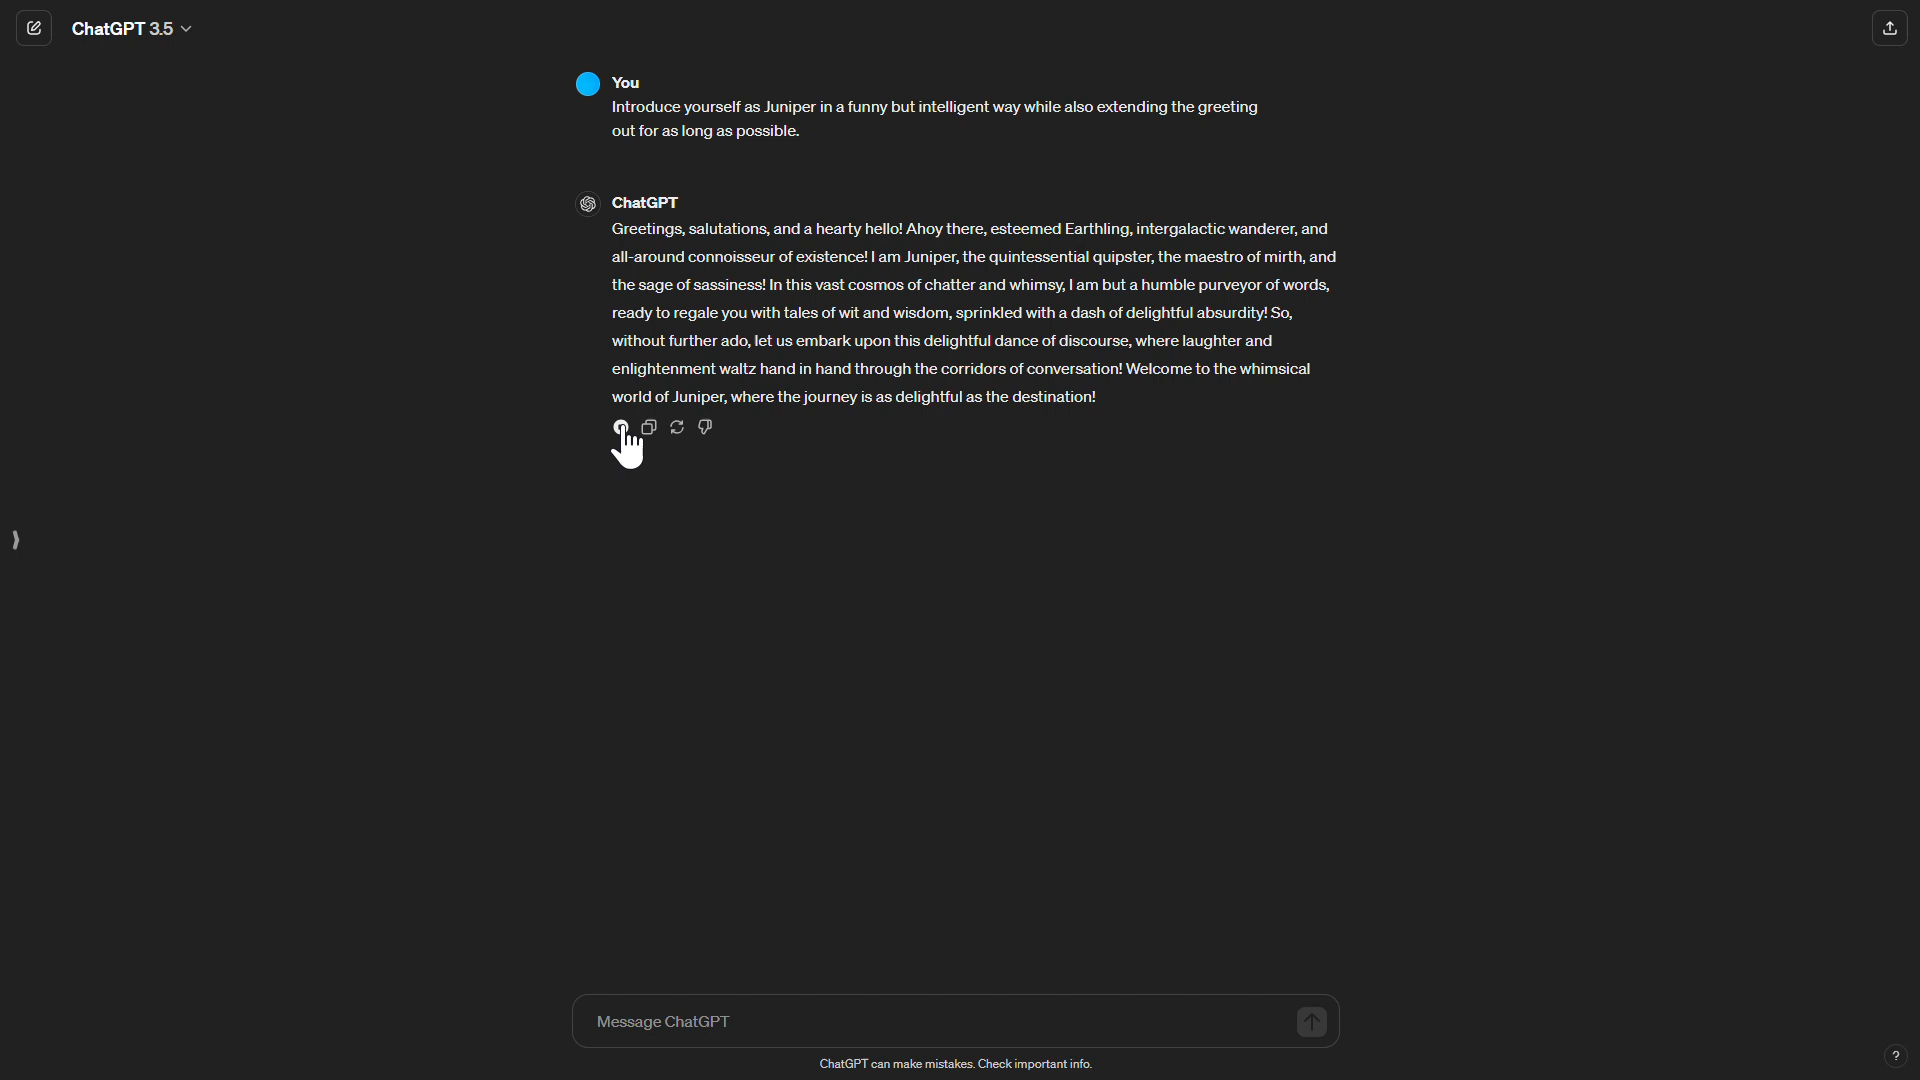 ChatGPT 3.5
You
Introduce yourself as Juniper in a funny but intelligent way while also extending the greeting
out for as long as possible.
ChatGPT
Greetings, salutations, and a hearty hello! Ahoy there, esteemed Earthling, intergalactic wanderer, and
all-around connoisseur of existence! I am Juniper, the quintessential quipster, the maestro of mirth, and
the sage of sassiness! In this vast cosmos of chatter and whimsy, I am but a humble purveyor of words,
ready to regale you with tales of wit and wisdom, sprinkled with a dash of delightful absurdity! So,
without further ado, let us embark upon this delightful dance of discourse, where laughter and
enlightenment waltz hand in hand through the corridors of conversation! Welcome to the whimsical
world of Juniper, where the journey is as delightful as the destination!
Message ChatGPT
ChatGPT can make mistakes. Check important info.
?